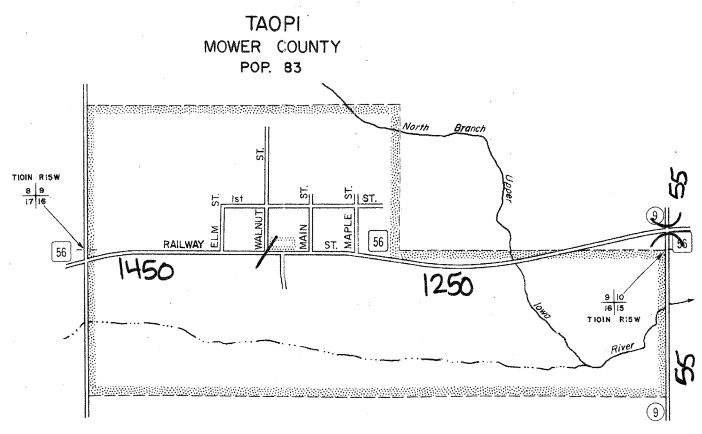 TAOPI
MOWER COUNTY
POP. 83
North Branch
Upper
Iowa
River
T101N R15W
8 9
17 16
56
1450
RAILWAY ST.
ELM ST.
WALNUT ST.
MAIN ST.
MAPLE ST.
1st ST.
56
1250
9
55
56
9 10
16 15
T101N R15W
55
9